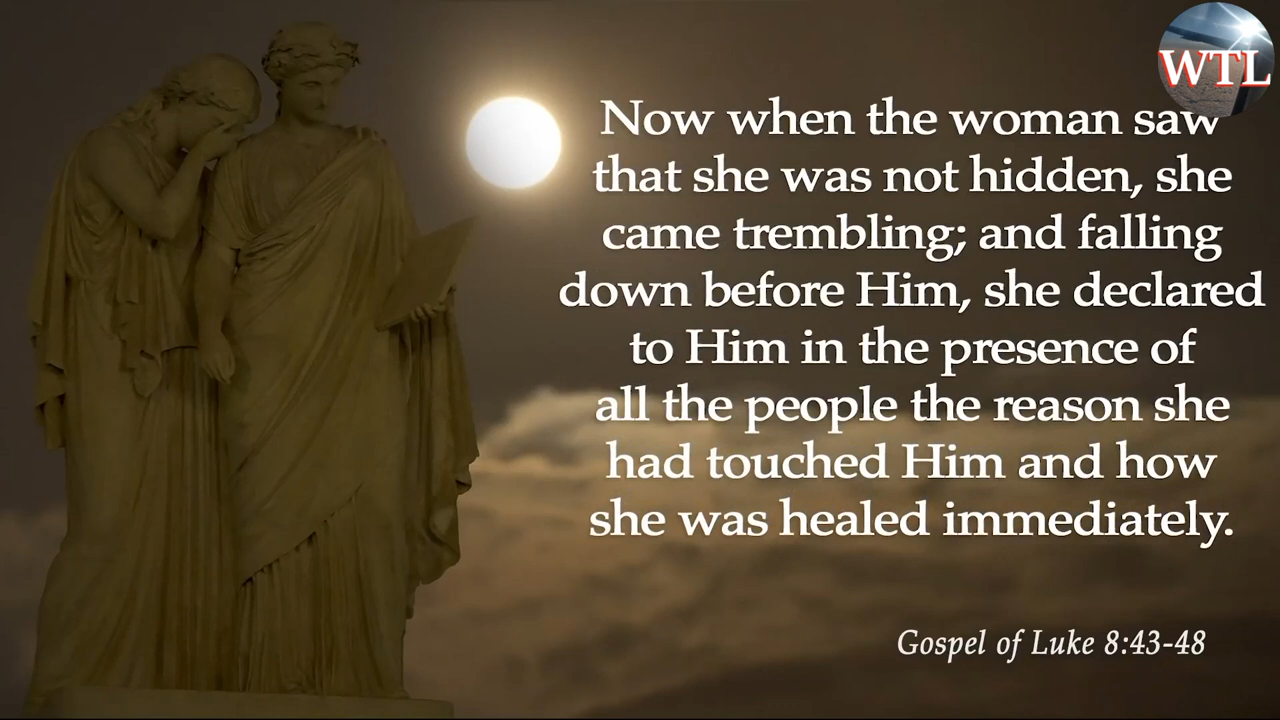 WTL
Now when the woman saw
that she was not hidden, she
came trembling; and falling
down before Him, she declared
to Him in the presence of
all the people the reason she
had touched Him and how
she was healed immediately.
Gospel of Luke 8:43-48